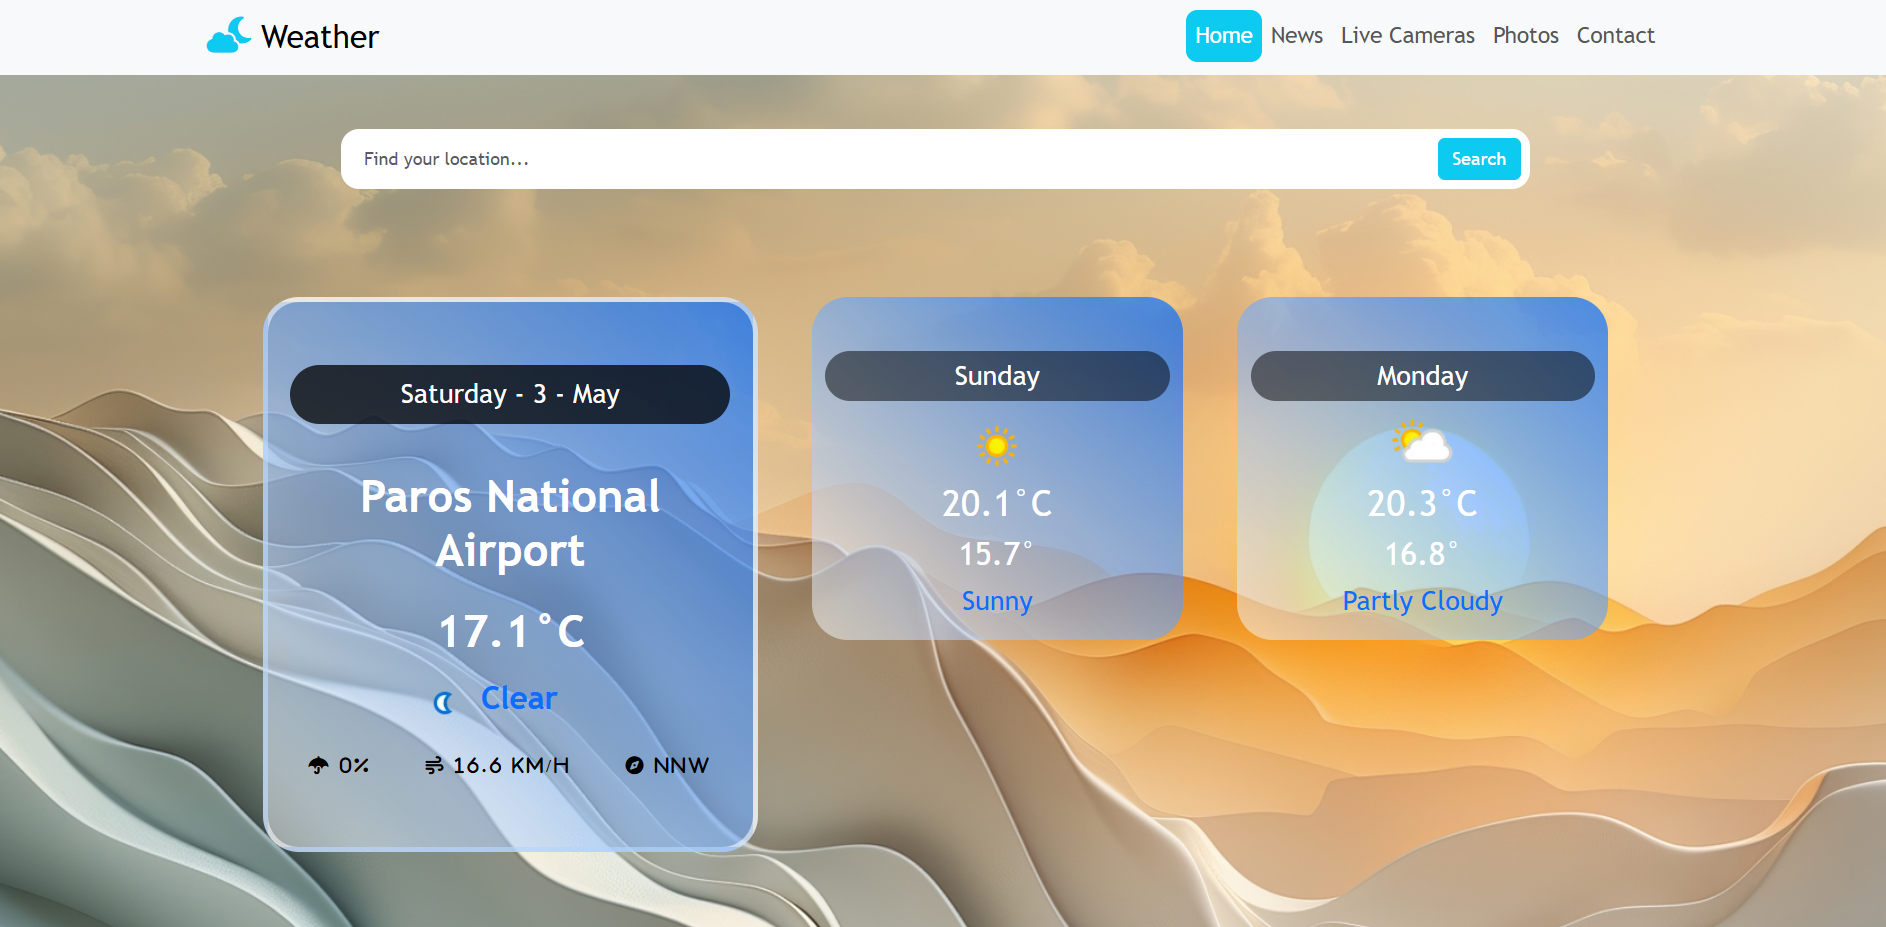 Weather
Home News Live Cameras Photos Contact
Find your location...
Search
Saturday - 3 - May
Paros National
Airport
17.1°C
Clear
0%
16.6 KM/H
NNW
Sunday
20.1°C
15.7°
Sunny
Monday
20.3°C
16.8°
Partly Cloudy